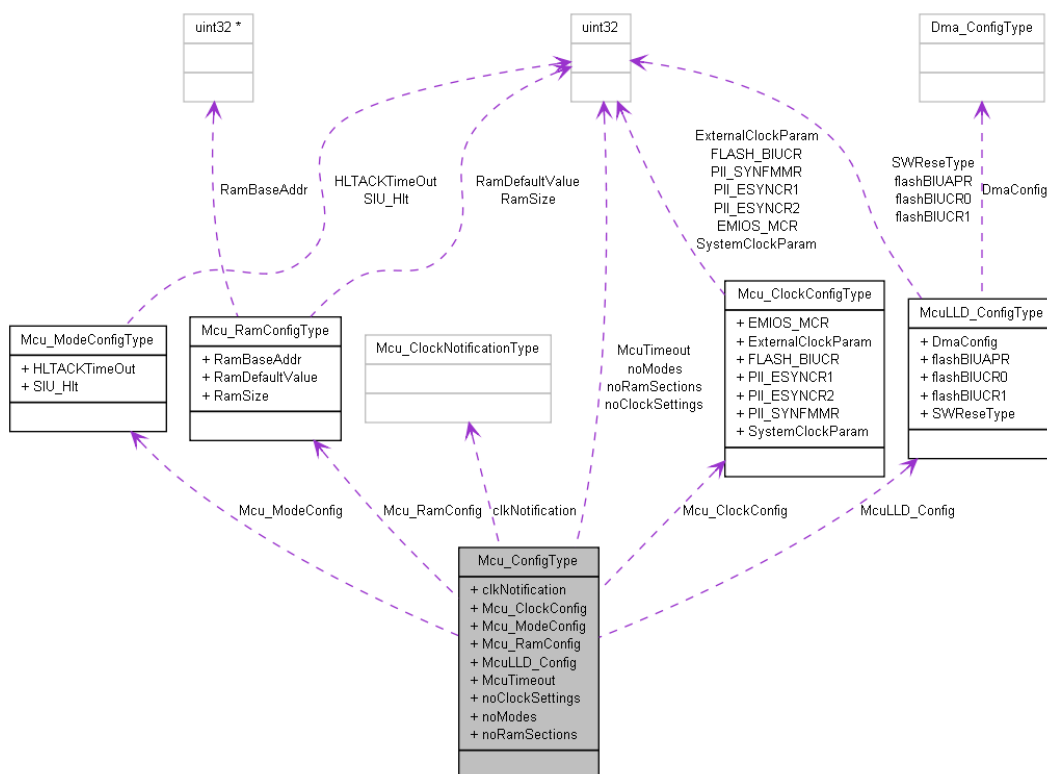 uint32 *
uint32
Dma_ConfigType
RamBaseAddr
HLTACKTimeOut
SIU_Hlt
RamDefaultValue
RamSize
ExternalClockParam
FLASH_BIUCR
Pll_SYNFMMR
Pll_ESYNCR1
Pll_ESYNCR2
EMIOS_MCR
SystemClockParam
SWReseType
flashBIUAPR
flashBIUCR0
flashBIUCR1
DmaConfig
Mcu_ModeConfigType
+ HLTACKTimeOut
+ SIU_Hlt
Mcu_RamConfigType
+ RamBaseAddr
+ RamDefaultValue
+ RamSize
Mcu_ClockNotificationType
McuTimeout
noModes
noRamSections
noClockSettings
Mcu_ClockConfigType
+ EMIOS_MCR
+ ExternalClockParam
+ FLASH_BIUCR
+ Pll_ESYNCR1
+ Pll_ESYNCR2
+ Pll_SYNFMMR
+ SystemClockParam
McuLLD_ConfigType
+ DmaConfig
+ flashBIUAPR
+ flashBIUCR0
+ flashBIUCR1
+ SWReseType
Mcu_ModeConfig
Mcu_RamConfig
clkNotification
Mcu_ClockConfig
McuLLD_Config
Mcu_ConfigType
+ clkNotification
+ Mcu_ClockConfig
+ Mcu_ModeConfig
+ Mcu_RamConfig
+ McuLLD_Config
+ McuTimeout
+ noClockSettings
+ noModes
+ noRamSections